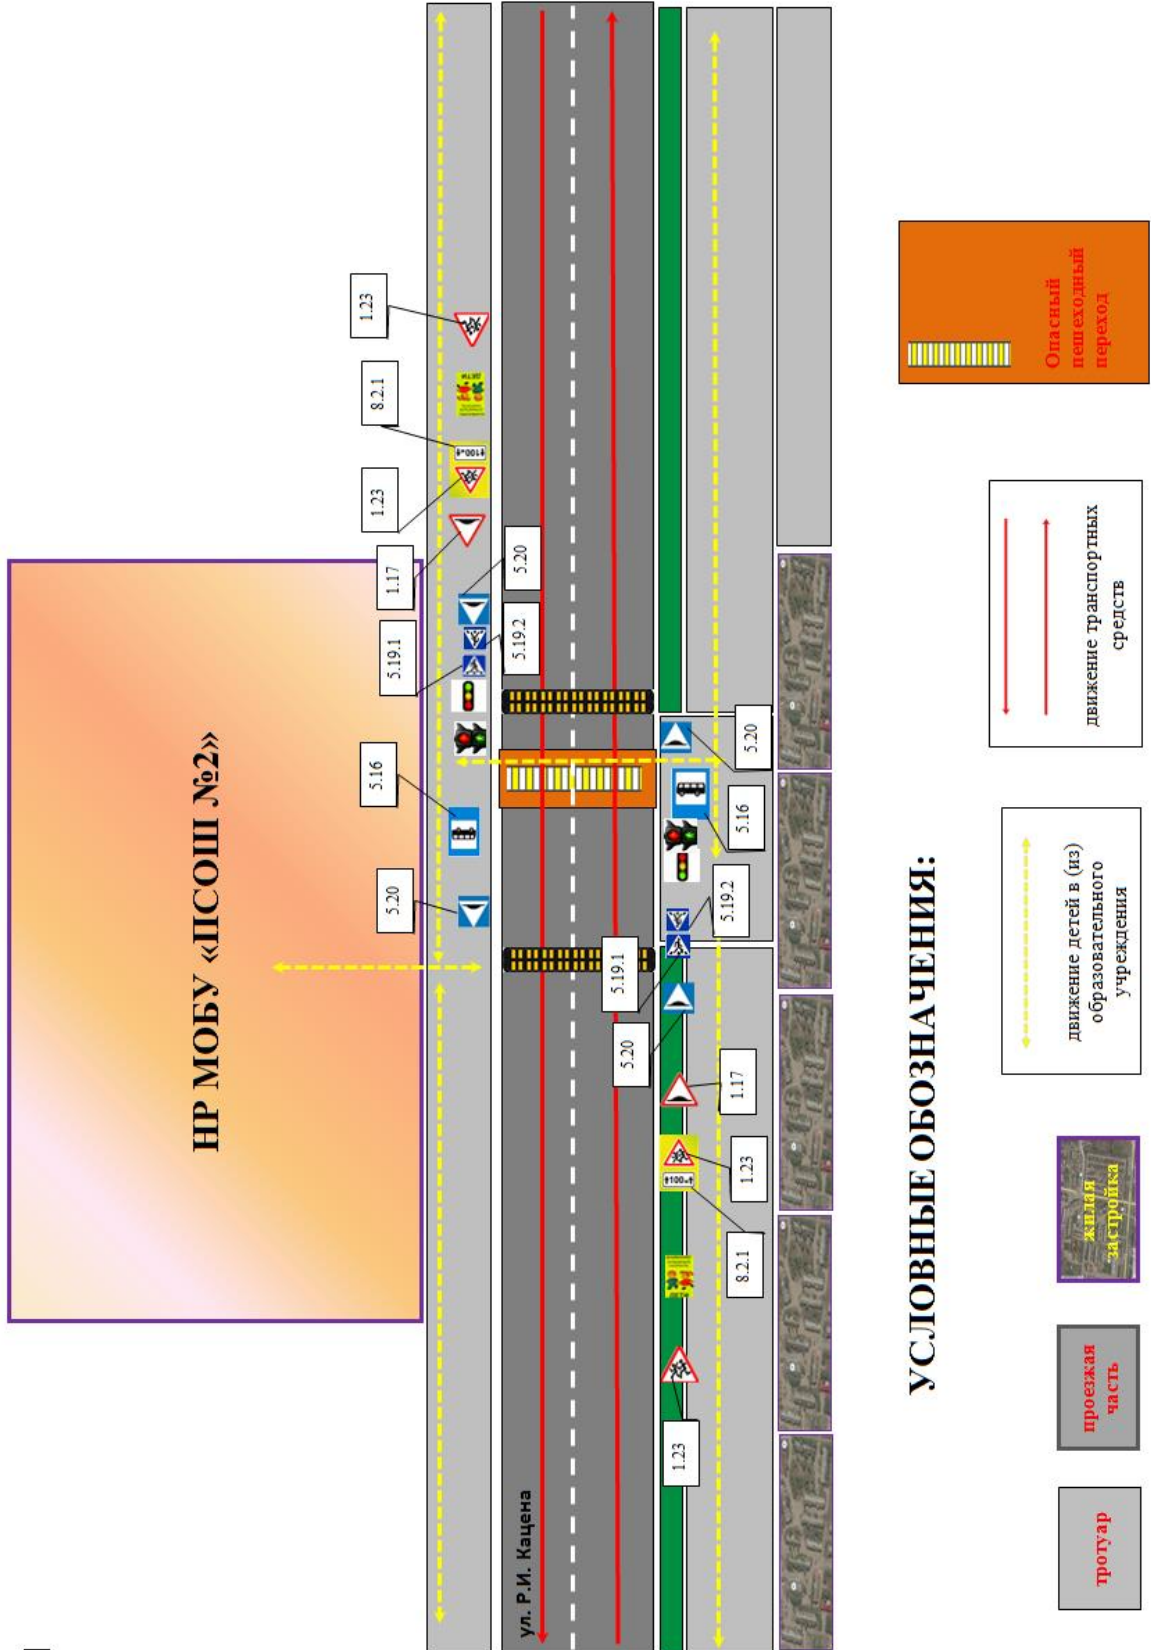 НР МОБУ «ПСОШ №2»
5.20
5.16
5.19.1
1.17
1.23
8.2.1
1.23
5.20
5.19.2
†100м†
ДЕТИ
ул. Р.И. Кацена
1.23
8.2.1
1.23
1.17
5.20
5.19.1
5.19.2
5.16
5.20
†100м†
УСЛОВНЫЕ ОБОЗНАЧЕНИЯ:
тротуар
проезжая
часть
жилая
застройка
движение детей в (из)
образовательного
учреждения
движение транспортных
средств
Опасный
пешеходный
переход